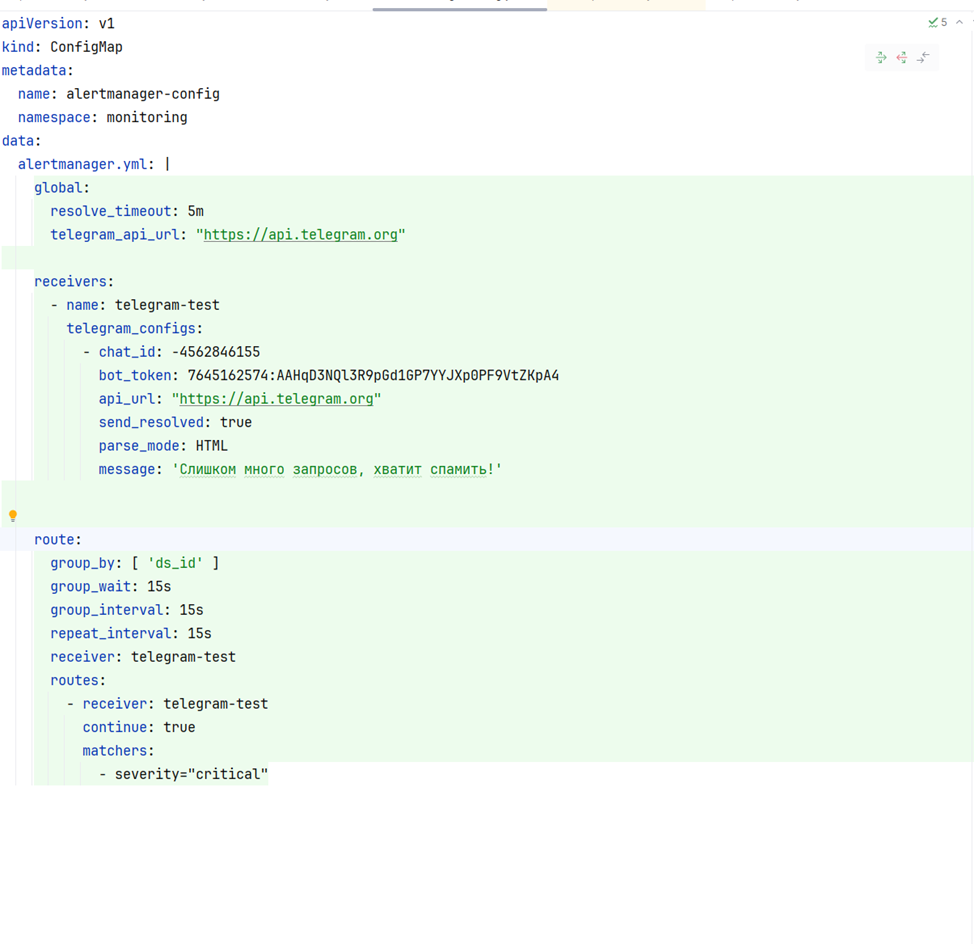 apiVersion: v1
5
kind: ConfigMap
metadata:
  name: alertmanager-config
  namespace: monitoring
data:
  alertmanager.yml: |
    global:
      resolve_timeout: 5m
      telegram_api_url: "https://api.telegram.org"
    receivers:
      - name: telegram-test
        telegram_configs:
          - chat_id: -4562846155
            bot_token: 7645162574:AAHqD3NQl3R9pGd1GP7YYJXp0PF9VtZKpA4
            api_url: "https://api.telegram.org"
            send_resolved: true
            parse_mode: HTML
            message: 'Слишком много запросов, хватит спамить!'
    route:
      group_by: [ 'ds_id' ]
      group_wait: 15s
      group_interval: 15s
      repeat_interval: 15s
      receiver: telegram-test
      routes:
        - receiver: telegram-test
          continue: true
          matchers:
            - severity="critical"